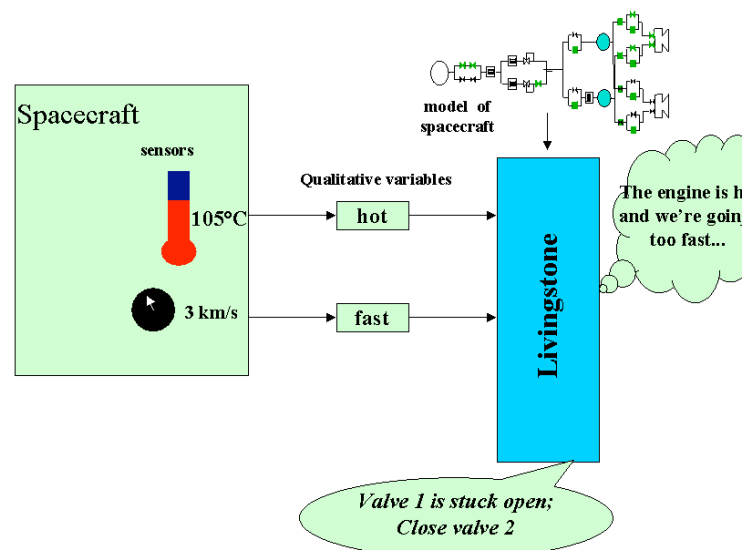 model of
spacecraft
Spacecraft
sensors
Qualitative variables
105°C
hot
The engine is h
and we're going
too fast...
3 km/s
fast
Livingstone
Valve 1 is stuck open;
Close valve 2